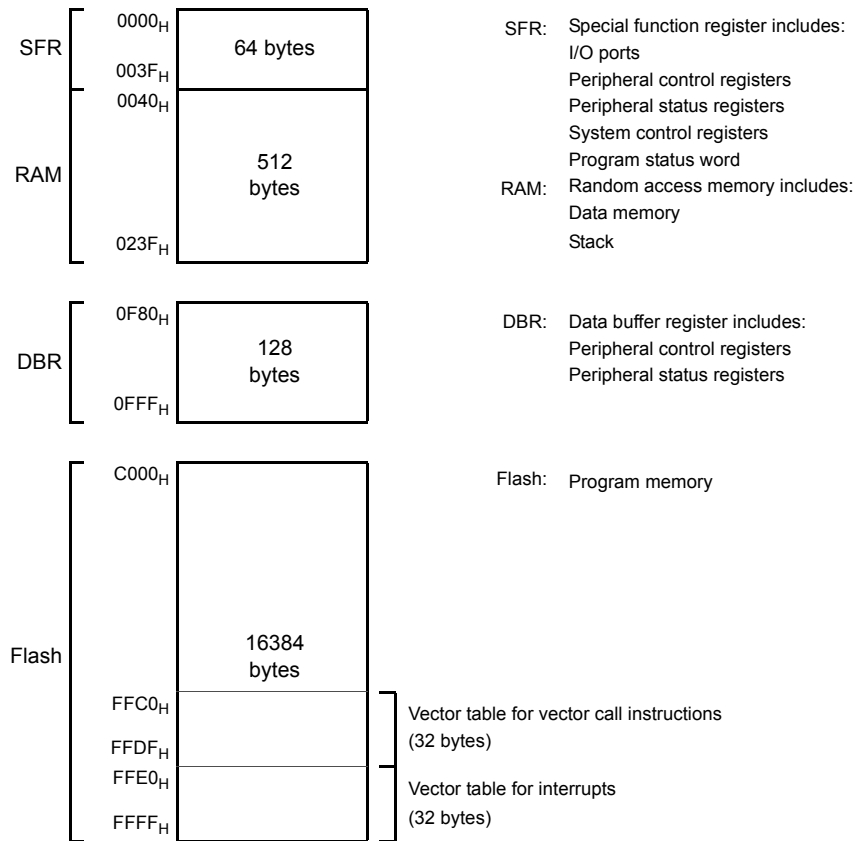 SFR
0000H
64 bytes
003FH
SFR: Special function register includes:
I/O ports
Peripheral control registers
Peripheral status registers
System control registers
Program status word
RAM
0040H
512
bytes
023FH
RAM: Random access memory includes:
Data memory
Stack
DBR
0F80H
128
bytes
0FFFH
DBR: Data buffer register includes:
Peripheral control registers
Peripheral status registers
Flash
C000H
16384
bytes
Flash: Program memory
FFC0H
FFDFH
Vector table for vector call instructions
(32 bytes)
FFE0H
FFFFH
Vector table for interrupts
(32 bytes)